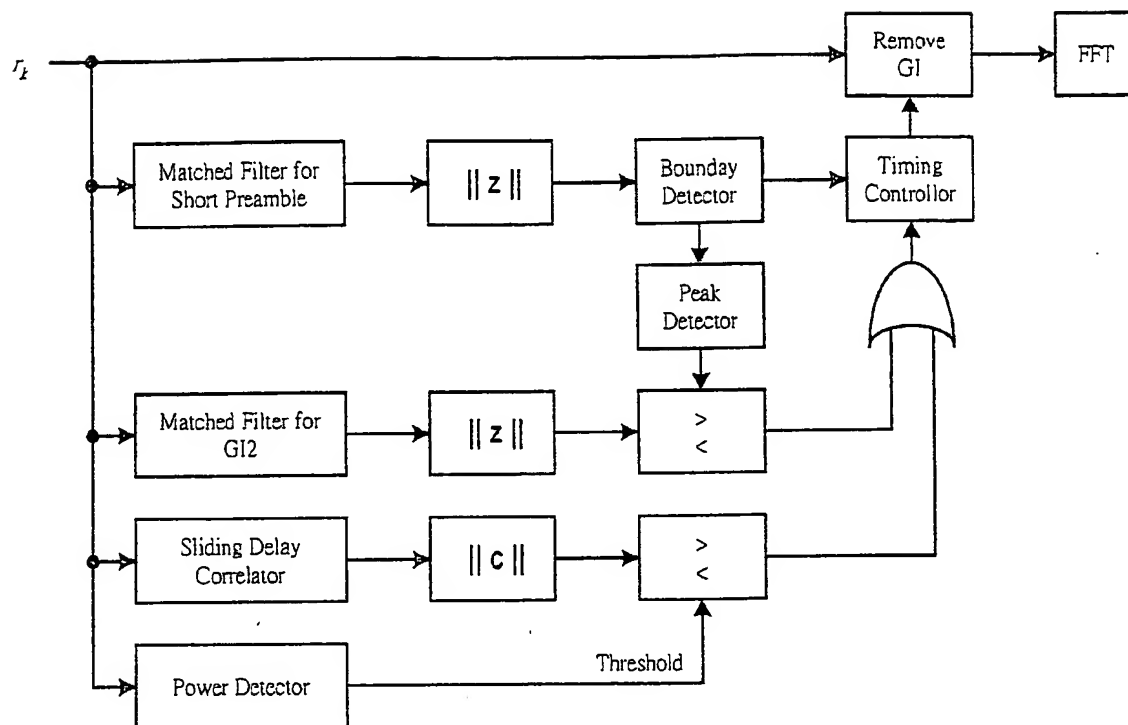 Remove
GI
FFT
r_k
Matched Filter for
Short Preamble
|| z ||
Bounday
Detector
Timing
Controllor
Peak
Detector
Matched Filter for
GI2
|| z ||
>
<
Sliding Delay
Correlator
|| c ||
>
<
Threshold
Power Detector